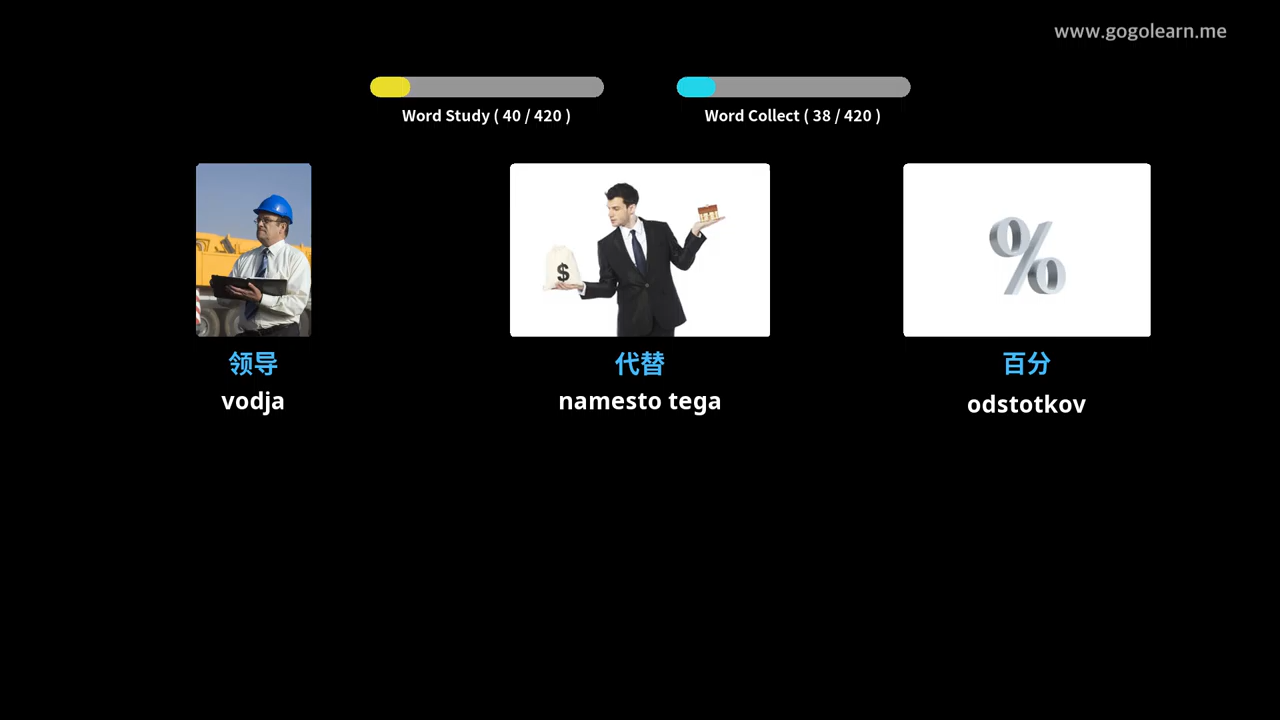 www.gogolearn.me
Word Study ( 40 / 420 )
Word Collect ( 38 / 420 )
$
%
领导
代替
百分
vodja
namesto tega
odstotkov